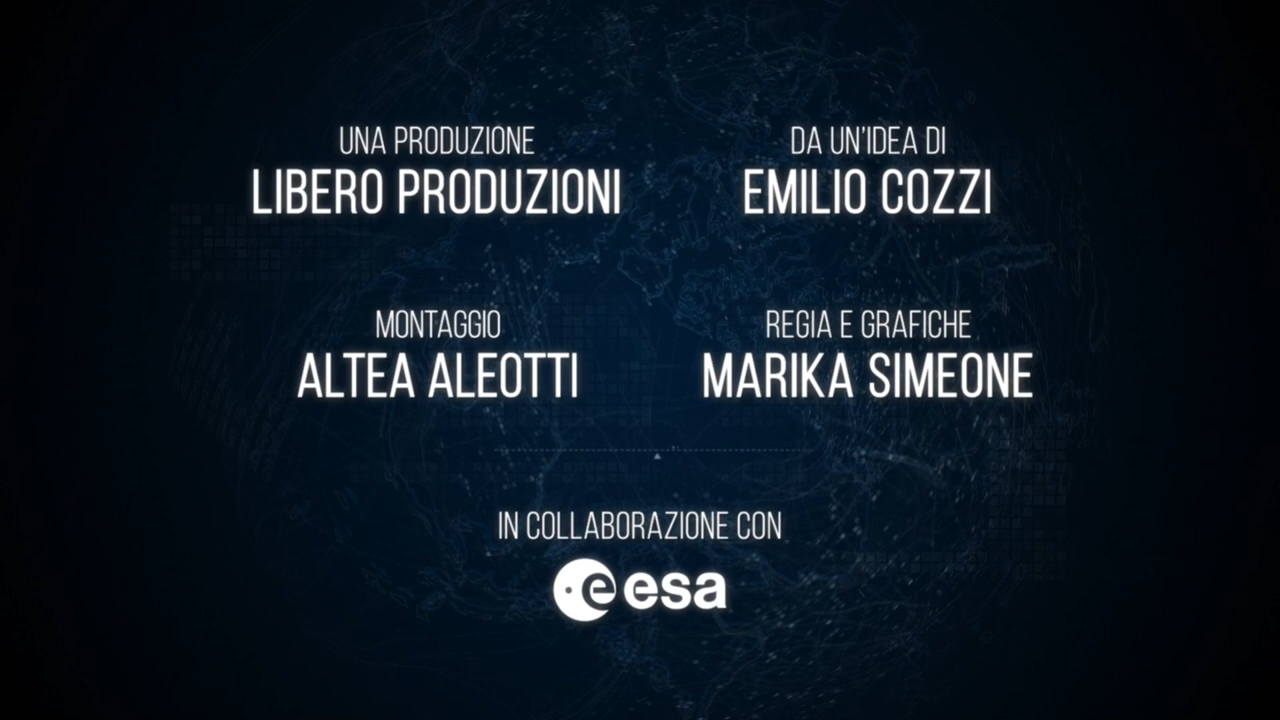 UNA PRODUZIONE
LIBERO PRODUZIONI
DA UN'IDEA DI
EMILIO COZZI
MONTAGGIO
ALTEA ALEOTTI
REGIA E GRAFICHE
MARIKA SIMEONE
IN COLLABORAZIONE CON
esa